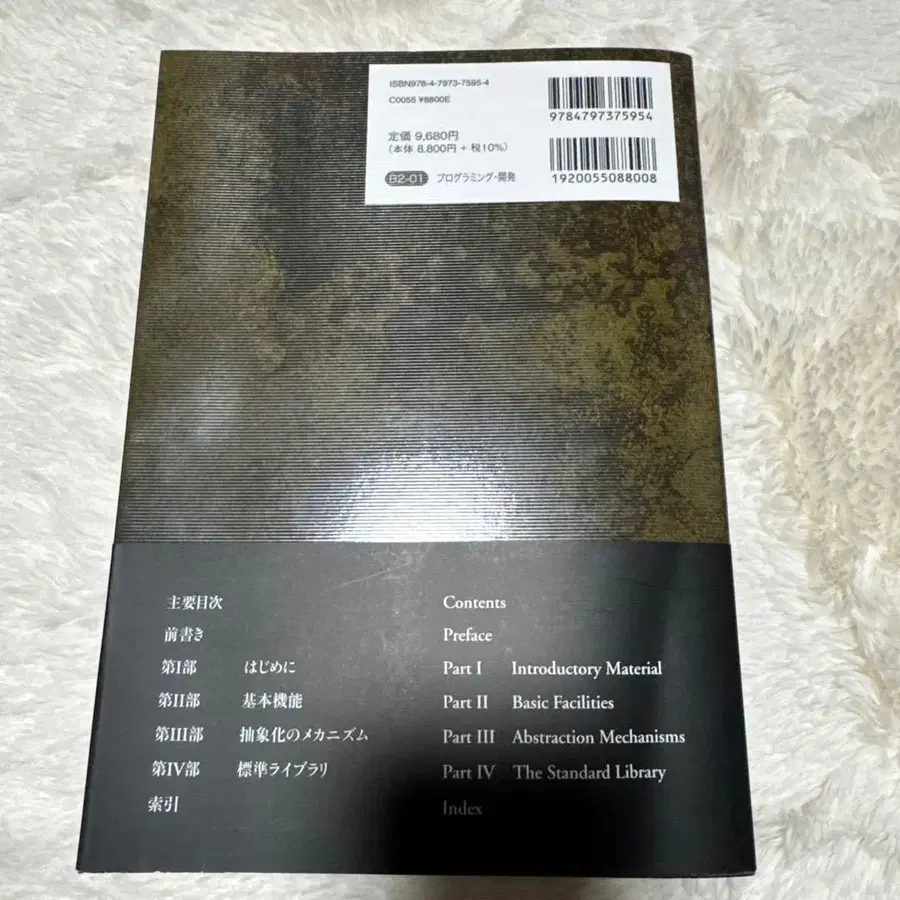 ISBN978-4-7973-7595-4
C0055 ¥8800E
定価 9,680円
(本体 8,800円 + 税10%)
B2-01 プログラミング・開発
9784797375954
1920055088008
主要目次
前書き
第I部 はじめに
第II部 基本機能
第III部 抽象化のメカニズム
第IV部 標準ライブラリ
索引
Contents
Preface
Part I Introductory Material
Part II Basic Facilities
Part III Abstraction Mechanisms
Part IV The Standard Library
Index